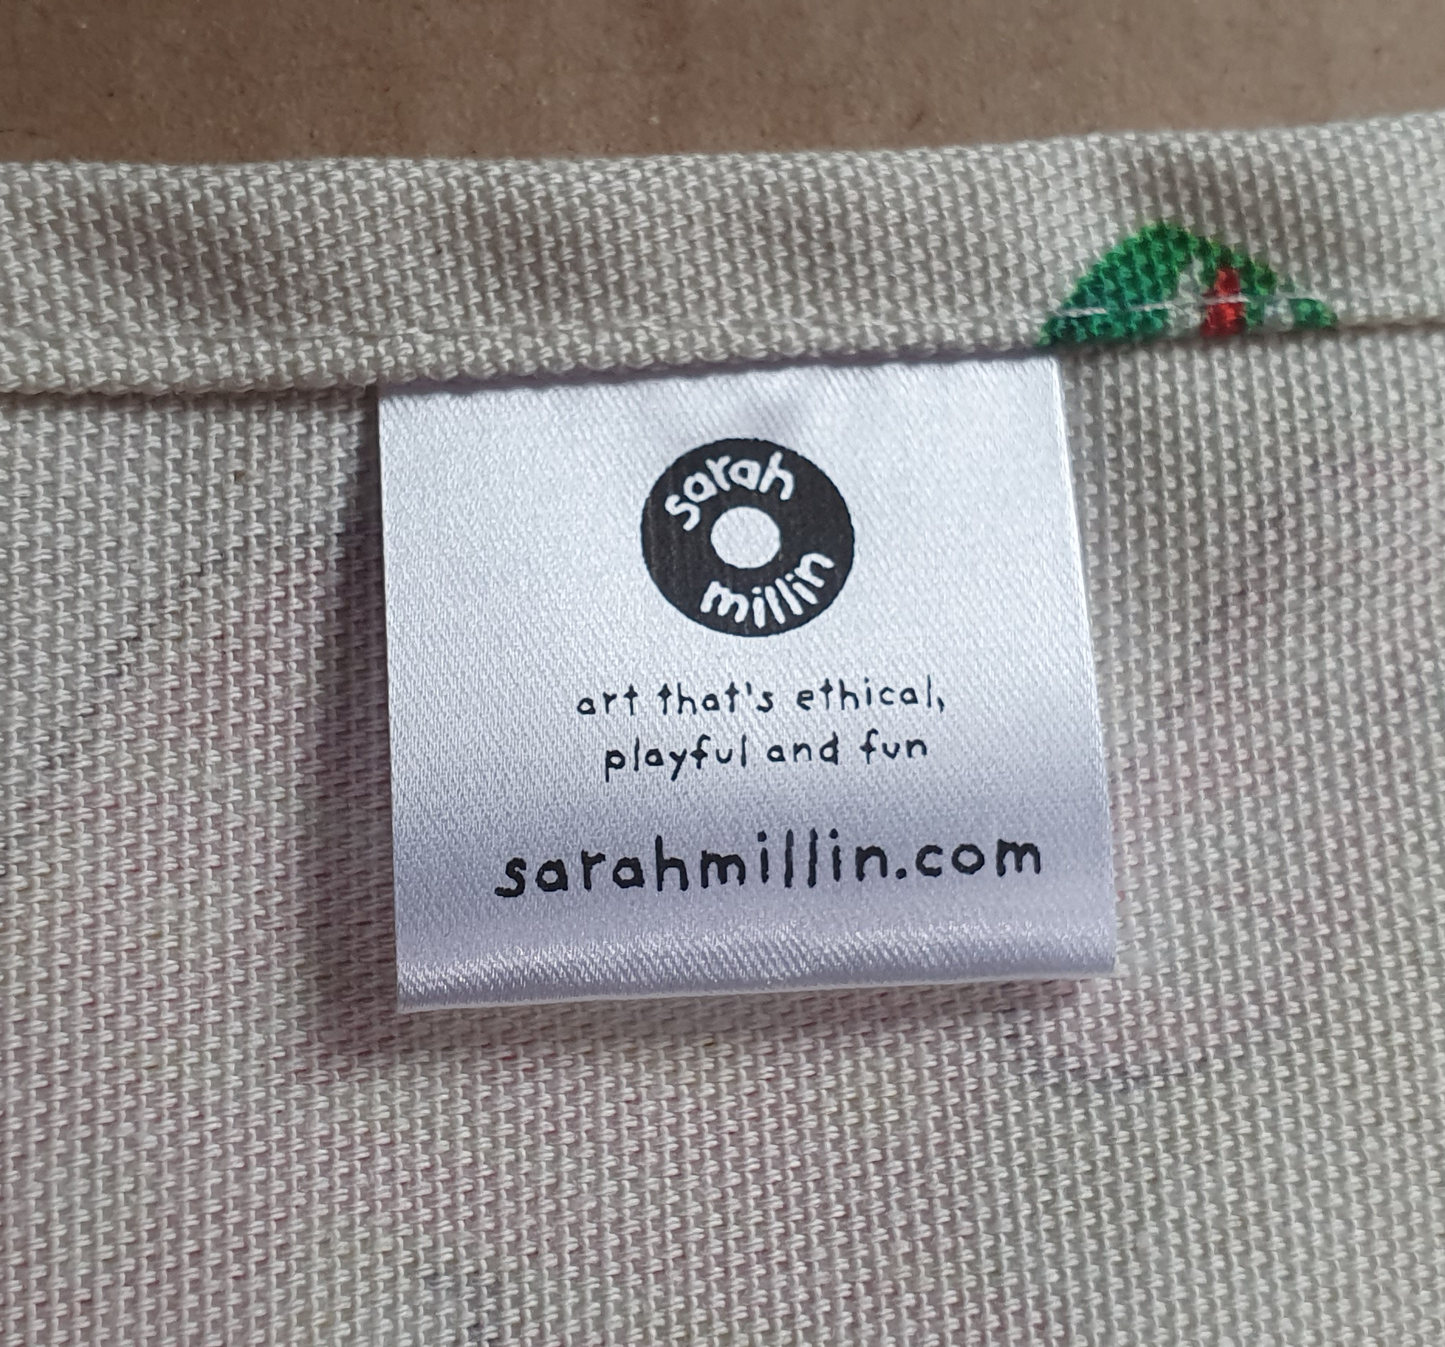 sarah
millin
art that's ethical,
playful and fun
sarahmillin.com